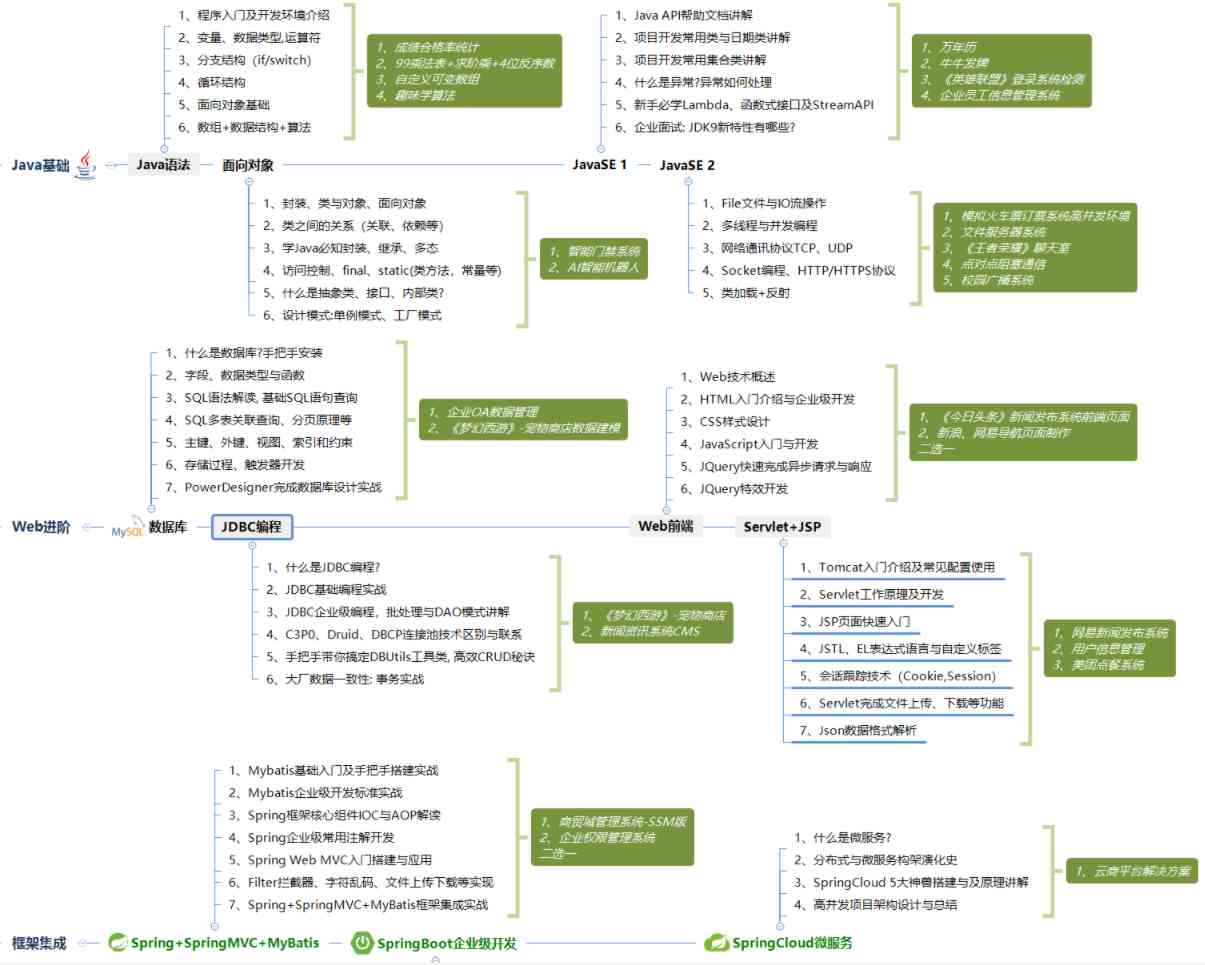 1、程序入门及开发环境介绍
2、变量、数据类型,运算符
3、分支结构（if/switch）
4、循环结构
5、面向对象基础
6、数组+数据结构+算法
1、成绩合格率统计
2、99乘法表+求阶乘+4位反序数
3、自定义可变数组
4、趣味学算法
1、Java API帮助文档讲解
2、项目开发常用类与日期类讲解
3、项目开发常用集合类讲解
4、什么是异常?异常如何处理
5、新手必学Lambda、函数式接口及StreamAPI
6、企业面试: JDK9新特性有哪些?
1、万年历
2、牛牛发牌
3、《英雄联盟》登录系统检测
4、企业员工信息管理系统
Java基础
Java语法
面向对象
JavaSE 1
JavaSE 2
1、封装、类与对象、面向对象
2、类之间的关系（关联、依赖等）
3、学Java必知封装、继承、多态
4、访问控制、final、static(类方法，常量等)
5、什么是抽象类、接口、内部类?
6、设计模式:单例模式、工厂模式
1、智能门禁系统
2、AI智能机器人
1、File文件与IO流操作
2、多线程与并发编程
3、网络通讯协议TCP、UDP
4、Socket编程、HTTP/HTTPS协议
5、类加载+反射
1、模拟火车票订票系统高并发环境
2、文件服务器系统
3、《王者荣耀》聊天室
4、点对点阻塞通信
5、校园广播系统
1、什么是数据库?手把手安装
2、字段、数据类型与函数
3、SQL语法解读, 基础SQL语句查询
4、SQL多表关联查询、分页原理等
5、主键、外键、视图、索引和约束
6、存储过程、触发器开发
7、PowerDesigner完成数据库设计实战
1、企业OA数据管理
2、《梦幻西游》-宠物商店数据建模
1、Web技术概述
2、HTML入门介绍与企业级开发
3、CSS样式设计
4、JavaScript入门与开发
5、JQuery快速完成异步请求与响应
6、JQuery特效开发
1、《今日头条》新闻发布系统前端页面
2、新浪、网易导航页面制作
二选一
Web进阶
MySQL
数据库
JDBC编程
Web前端
Servlet+JSP
1、什么是JDBC编程?
2、JDBC基础编程实战
3、JDBC企业级编程，批处理与DAO模式讲解
4、C3P0、Druid、DBCP连接池技术区别与联系
5、手把手带你搞定DBUtils工具类, 高效CRUD秘诀
6、大厂数据一致性: 事务实战
1、《梦幻西游》-宠物商店
2、新闻资讯系统CMS
1、Tomcat入门介绍及常见配置使用
2、Servlet工作原理及开发
3、JSP页面快速入门
4、JSTL、EL表达式语言与自定义标签
5、会话跟踪技术（Cookie,Session）
6、Servlet完成文件上传、下载等功能
7、Json数据格式解析
1、网易新闻发布系统
2、用户信息管理
3、美团点餐系统
1、Mybatis基础入门及手把手搭建实战
2、Mybatis企业级开发标准实战
3、Spring框架核心组件IOC与AOP解读
4、Spring企业级常用注解开发
5、Spring Web MVC入门搭建与应用
6、Filter拦截器、字符乱码、文件上传下载等实现
7、Spring+SpringMVC+MyBatis框架集成实战
1、商贸城管理系统-SSM版
2、企业权限管理系统
二选一
1、什么是微服务?
2、分布式与微服务构架演化史
3、SpringCloud 5大神兽搭建与及原理讲解
4、高并发项目架构设计与总结
1、云商平台解决方案
框架集成
Spring+SpringMVC+MyBatis
SpringBoot企业级开发
SpringCloud微服务